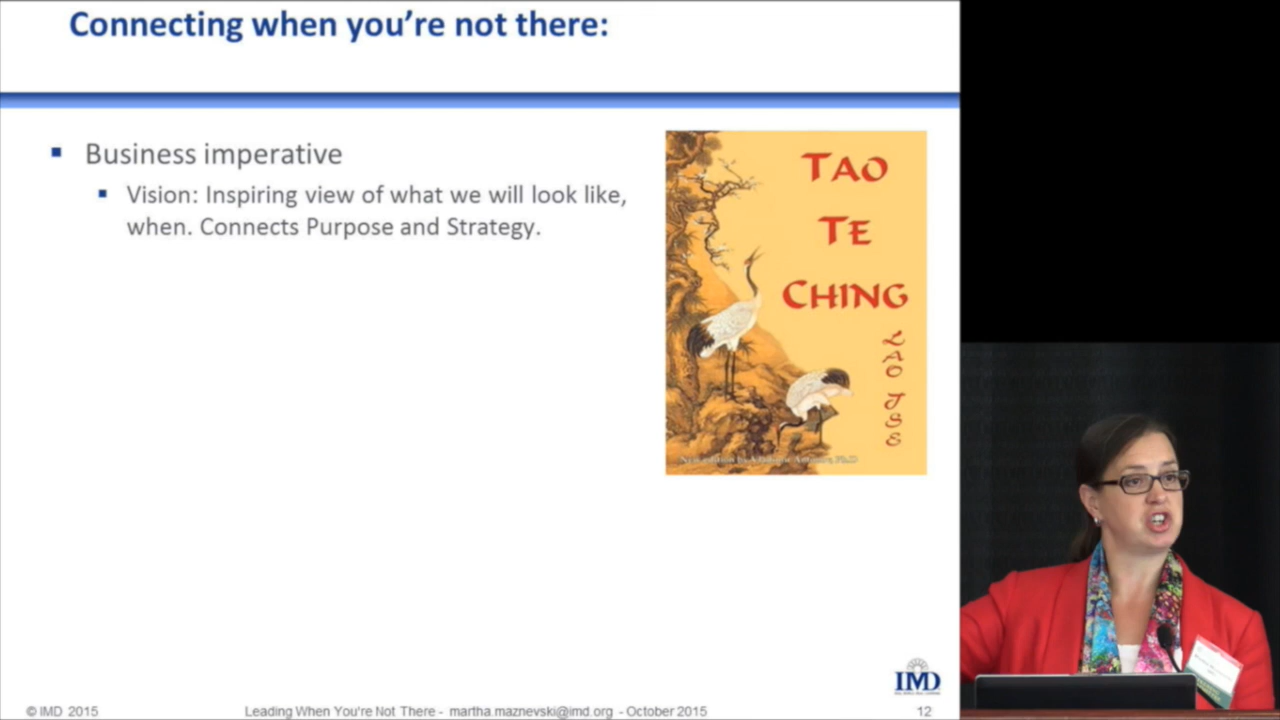 Connecting when you're not there:
Business imperative
Vision: Inspiring view of what we will look like,
when. Connects Purpose and Strategy.
TAO
TE
CHING
LAO TSE
IMD
© IMD 2015
Leading When You're Not There - martha.maznevski@imd.org - October 2015
12